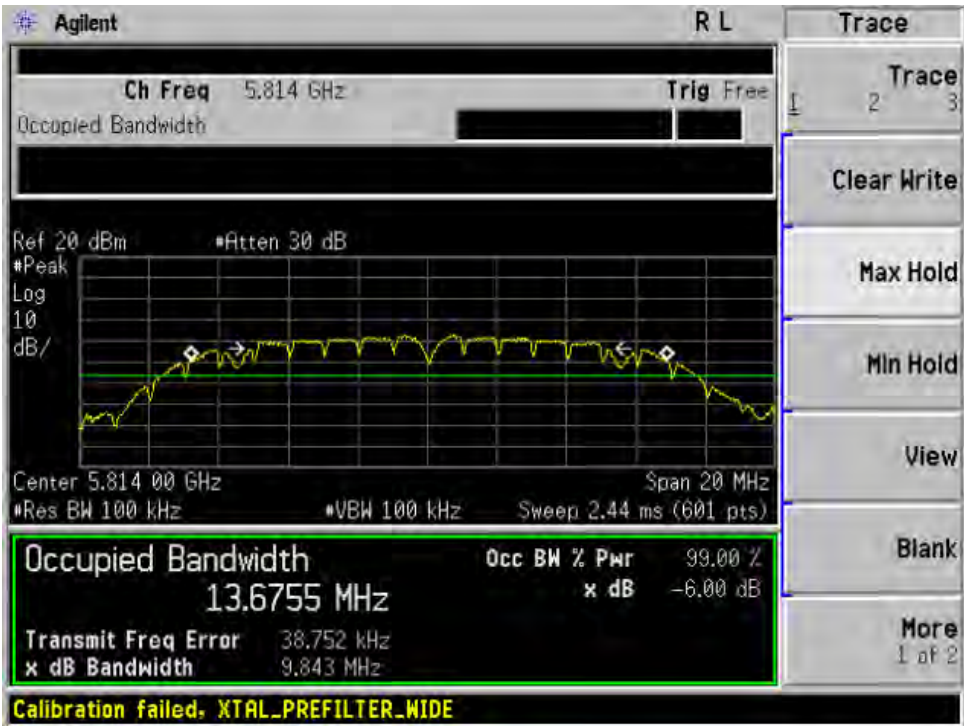 Agilent R L Trace
Ch Freq 5.814 GHz Trig Free
Occupied Bandwidth
Trace
1 2 3
Clear Write
Max Hold
Min Hold
View
Blank
More
1 of 2
Ref 20 dBm #Atten 30 dB
#Peak
Log
10
dB/
Center 5.814 00 GHz Span 20 MHz
#Res BW 100 kHz #VBW 100 kHz Sweep 2.44 ms (601 pts)
Occupied Bandwidth
13.6755 MHz
Occ BW % Pwr 99.00 %
x dB -6.00 dB
Transmit Freq Error 38.752 kHz
x dB Bandwidth 9.843 MHz
Calibration failed, XTAL_PREFILTER_WIDE